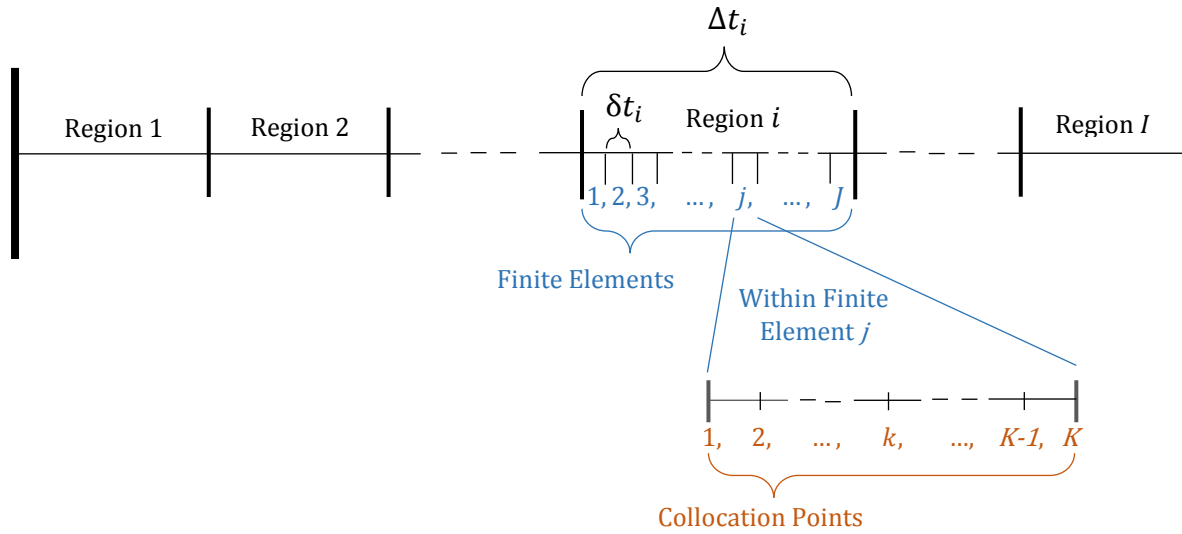 Δt_i
δt_i
Region 1
Region 2
Region i
Region I
1, 2, 3, ..., j, ..., J
Finite Elements
Within Finite
Element j
1, 2, ..., k, ..., K-1, K
Collocation Points